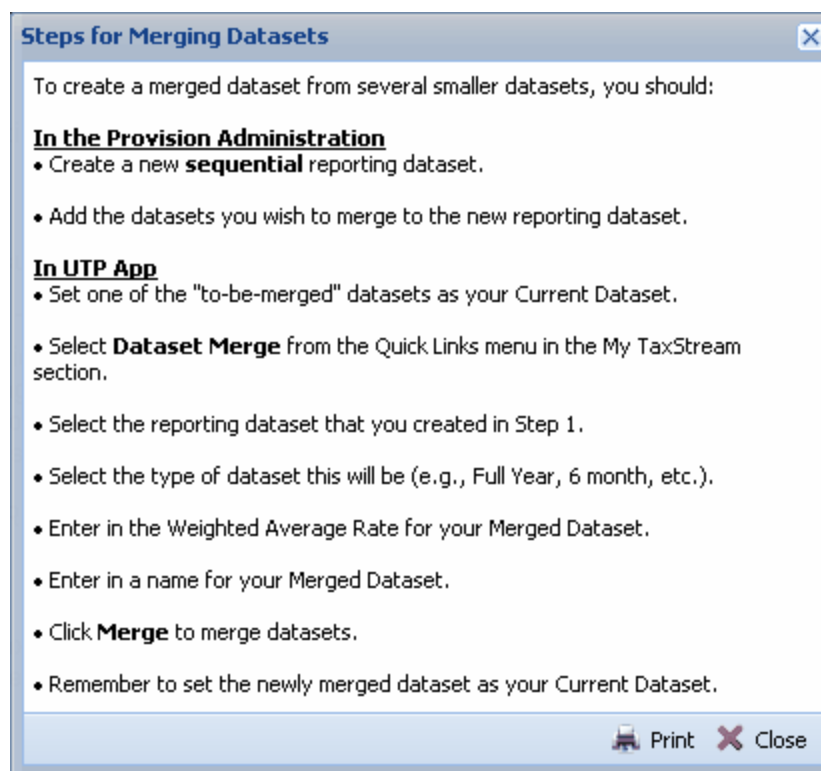 Steps for Merging Datasets
To create a merged dataset from several smaller datasets, you should:
In the Provision Administration
• Create a new sequential reporting dataset.
• Add the datasets you wish to merge to the new reporting dataset.
In UTP App
• Set one of the "to-be-merged" datasets as your Current Dataset.
• Select Dataset Merge from the Quick Links menu in the My TaxStream
section.
• Select the reporting dataset that you created in Step 1.
• Select the type of dataset this will be (e.g., Full Year, 6 month, etc.).
• Enter in the Weighted Average Rate for your Merged Dataset.
• Enter in a name for your Merged Dataset.
• Click Merge to merge datasets.
• Remember to set the newly merged dataset as your Current Dataset.
Print Close